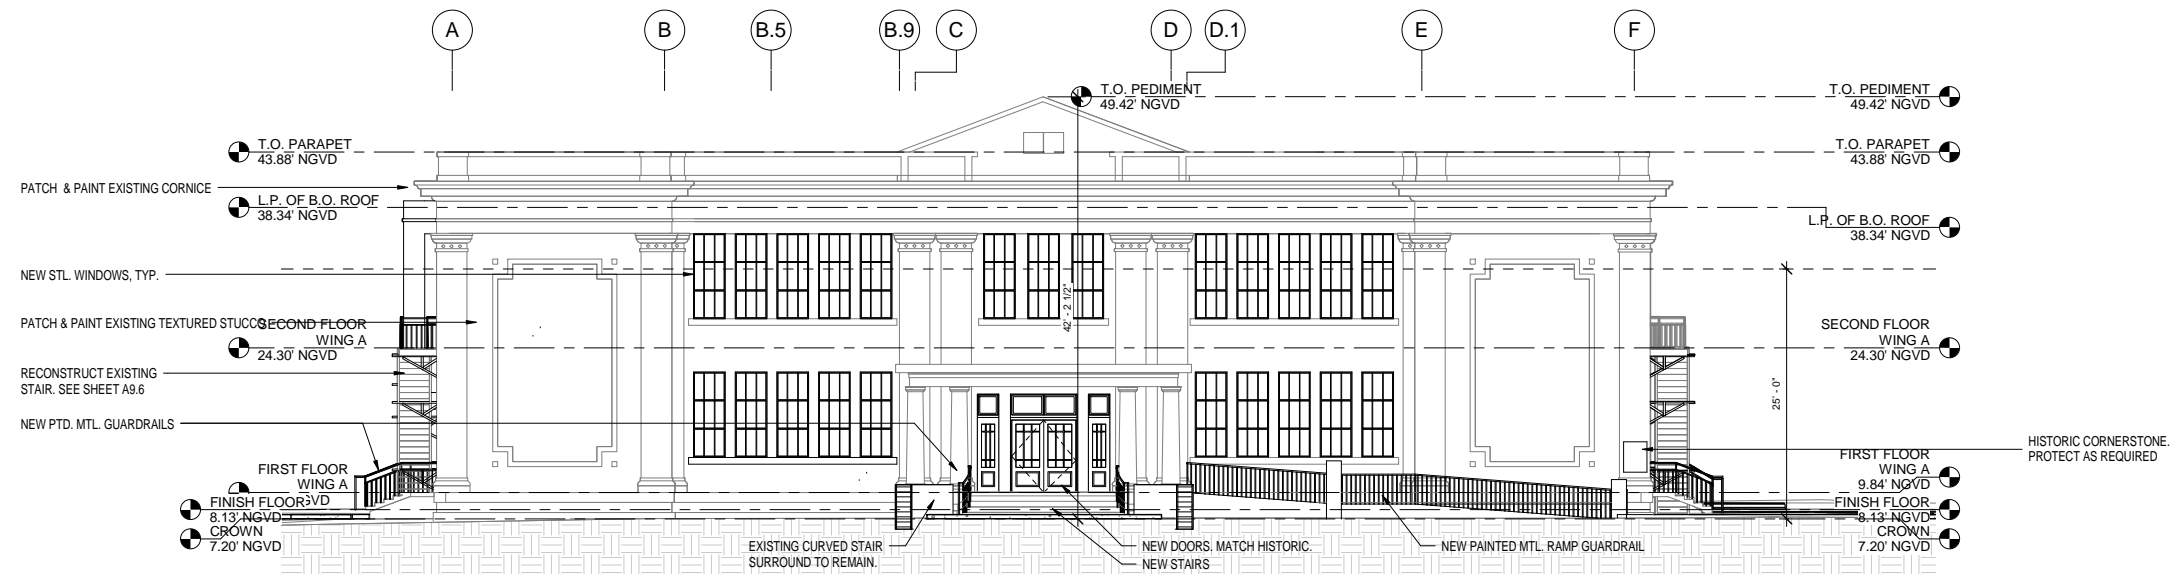 A
B
B.5
B.9
C
D
D.1
E
F
T.O. PEDIMENT
49.42' NGVD
T.O. PEDIMENT
49.42' NGVD
T.O. PARAPET
43.88' NGVD
T.O. PARAPET
43.88' NGVD
PATCH & PAINT EXISTING CORNICE
L.P. OF B.O. ROOF
38.34' NGVD
L.P. OF B.O. ROOF
38.34' NGVD
NEW STL. WINDOWS, TYP.
42' - 2 1/2"
PATCH & PAINT EXISTING TEXTURED STUCCO
SECOND FLOOR
WING A
24.30' NGVD
SECOND FLOOR
WING A
24.30' NGVD
RECONSTRUCT EXISTING
STAIR. SEE SHEET A9.6
25' - 0"
NEW PTD. MTL. GUARDRAILS
HISTORIC CORNERSTONE.
PROTECT AS REQUIRED
FIRST FLOOR
WING A
VD
FIRST FLOOR
WING A
9.84' NGVD
FINISH FLOOR
8.13' NGVD
FINISH FLOOR
8.13' NGVD
CROWN
7.20' NGVD
CROWN
7.20' NGVD
EXISTING CURVED STAIR
SURROUND TO REMAIN.
NEW DOORS. MATCH HISTORIC.
NEW STAIRS
NEW PAINTED MTL. RAMP GUARDRAIL